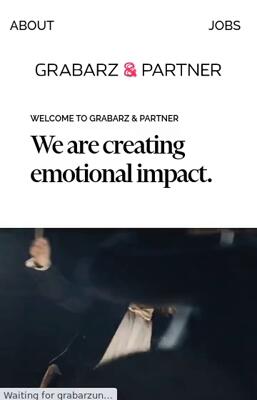 ABOUT JOBS
GRABARZ & PARTNER
WELCOME TO GRABARZ & PARTNER
We are creating
emotional impact.
Waiting for grabarzun...